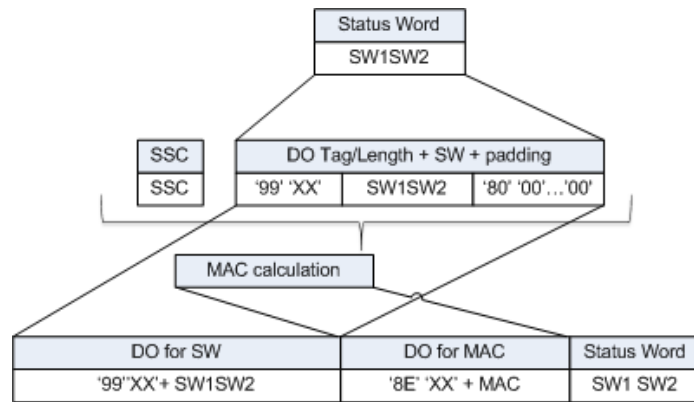 Status Word
SW1SW2
SSC DO Tag/Length + SW + padding
SSC ‘99’ ‘XX’ SW1SW2 ‘80’ ‘00’…‘00’
MAC calculation
DO for SW DO for MAC Status Word
‘99’‘XX’+ SW1SW2 ‘8E’ ‘XX’ + MAC SW1 SW2